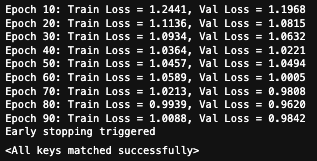 Epoch 10: Train Loss = 1.2441, Val Loss = 1.1968
Epoch 20: Train Loss = 1.1136, Val Loss = 1.0815
Epoch 30: Train Loss = 1.0934, Val Loss = 1.0632
Epoch 40: Train Loss = 1.0364, Val Loss = 1.0221
Epoch 50: Train Loss = 1.0457, Val Loss = 1.0494
Epoch 60: Train Loss = 1.0589, Val Loss = 1.0005
Epoch 70: Train Loss = 1.0213, Val Loss = 0.9808
Epoch 80: Train Loss = 0.9939, Val Loss = 0.9620
Epoch 90: Train Loss = 1.0088, Val Loss = 0.9842
Early stopping triggered
<All keys matched successfully>